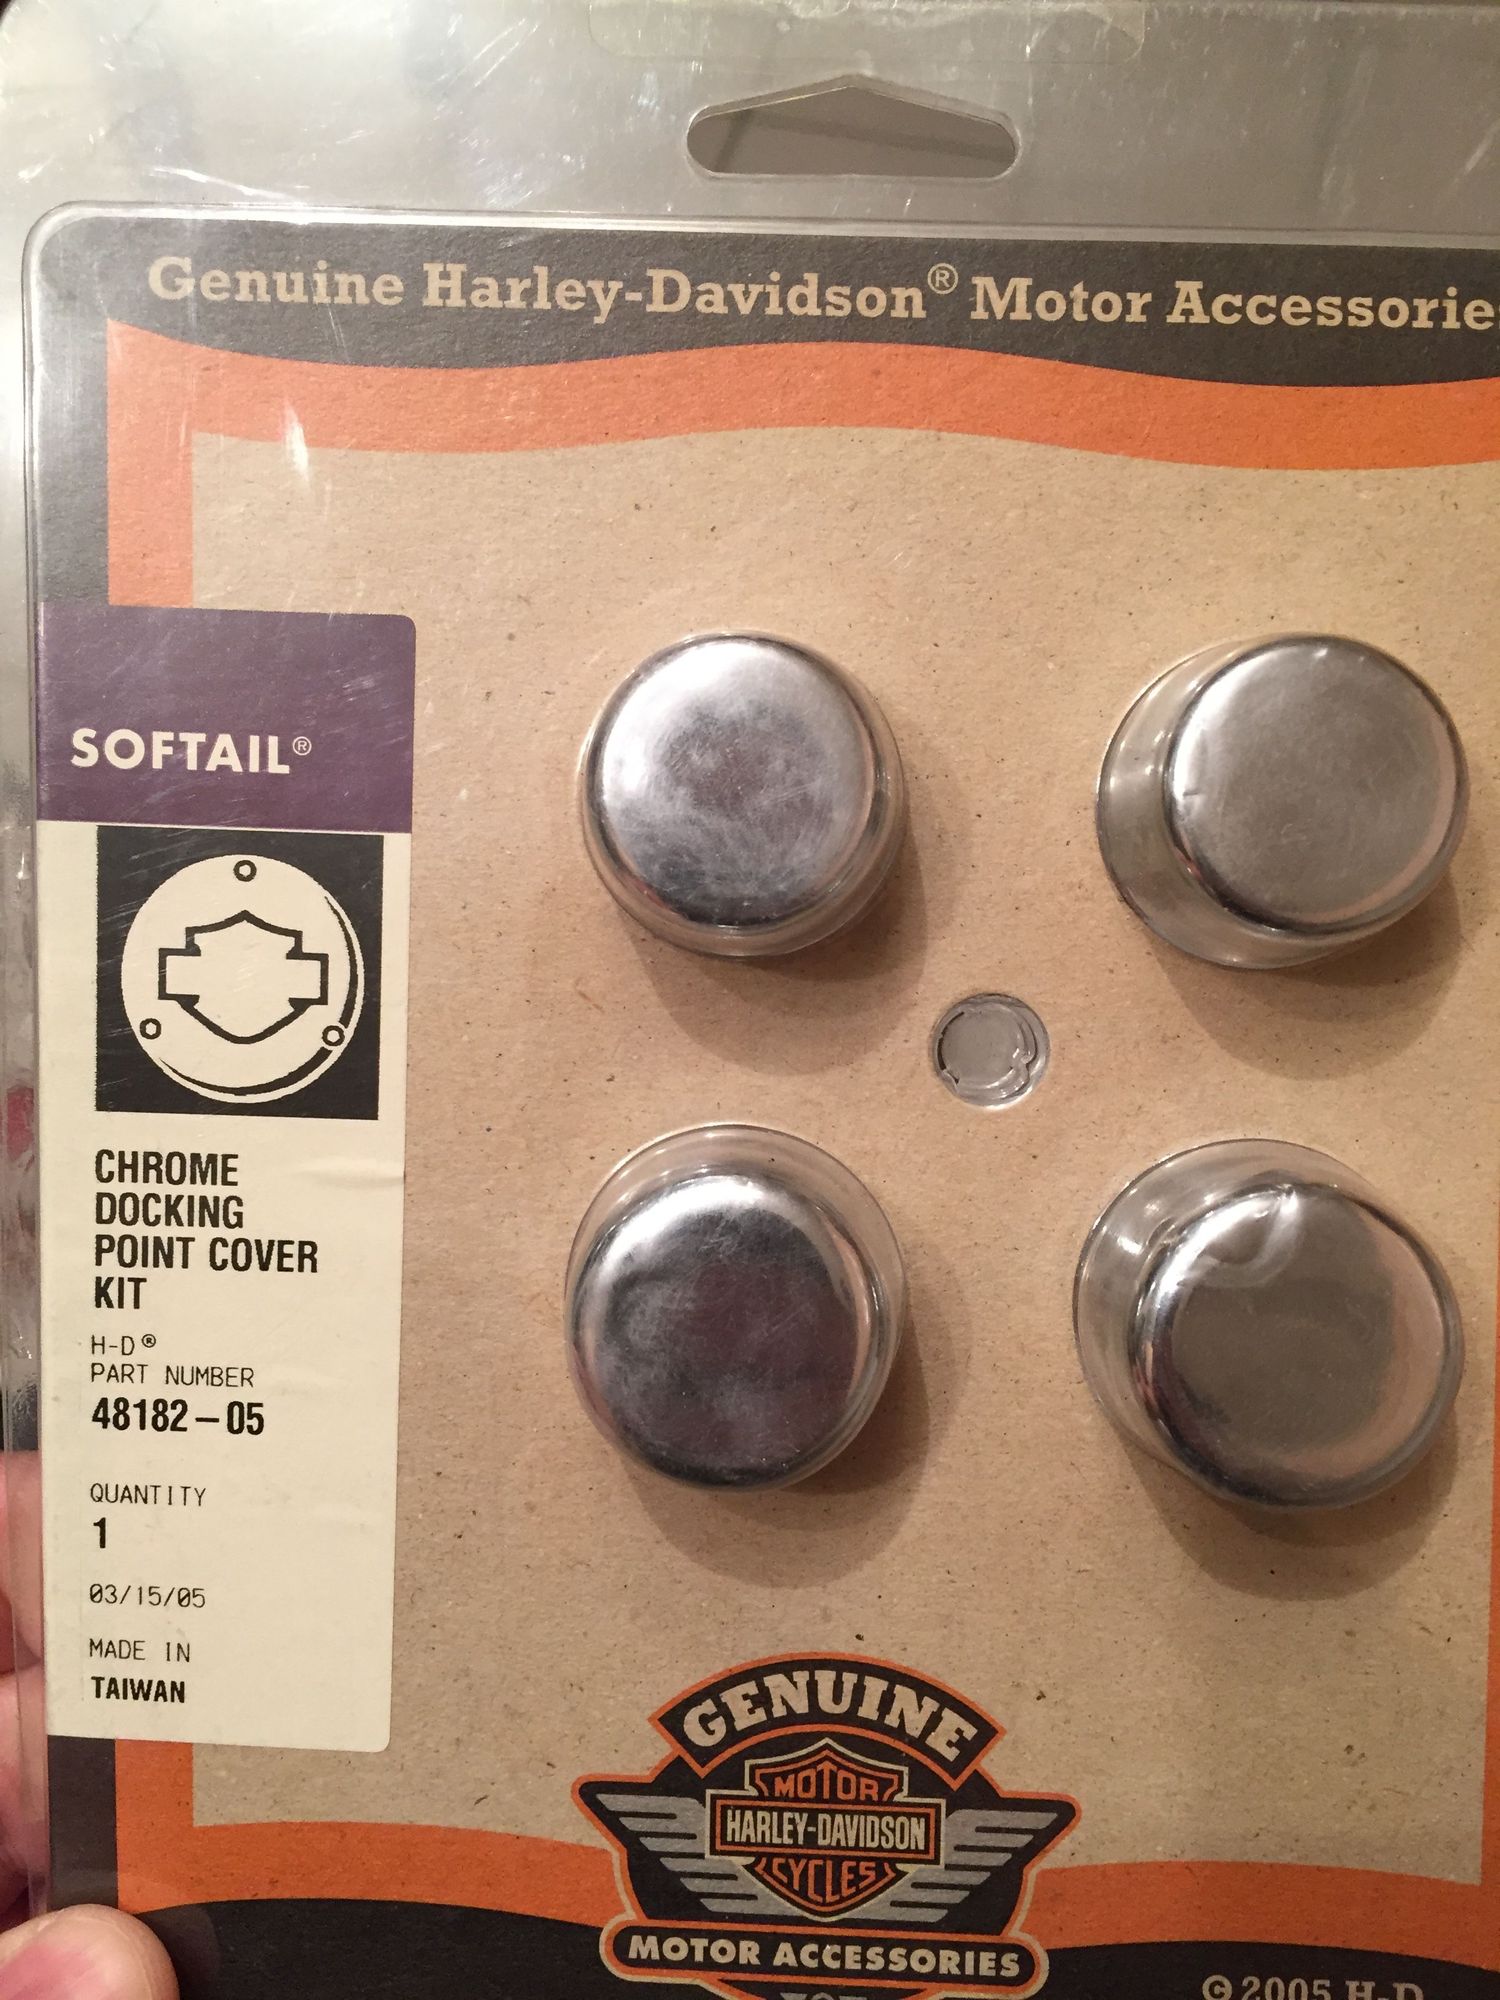 Genuine Harley-Davidson® Motor Accessorie
SOFTAIL®
CHROME
DOCKING
POINT COVER
KIT
H-D®
PART NUMBER
48182-05
QUANTITY
1
03/15/05
MADE IN
TAIWAN
GENUINE
MOTOR
HARLEY-DAVIDSON
CYCLES
MOTOR ACCESSORIES
©2005 H-D